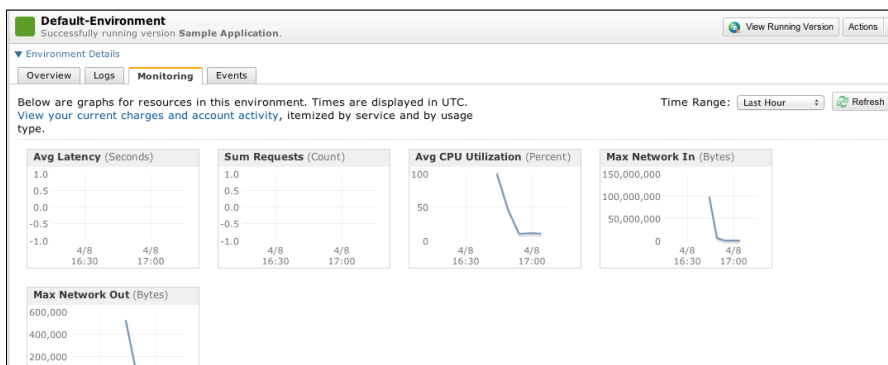 Default-Environment
Successfully running version Sample Application.
View Running Version
Actions
Environment Details
Overview
Logs
Monitoring
Events
Below are graphs for resources in this environment. Times are displayed in UTC.
View your current charges and account activity, itemized by service and by usage
type.
Time Range:
Last Hour
Refresh
Avg Latency (Seconds)
1.0
0.5
0.0
-0.5
-1.0
4/8 4/8
16:30 17:00
Sum Requests (Count)
1.0
0.5
0.0
-0.5
-1.0
4/8 4/8
16:30 17:00
Avg CPU Utilization (Percent)
100
50
0
4/8 4/8
16:30 17:00
Max Network In (Bytes)
150,000,000
100,000,000
50,000,000
0
4/8 4/8
16:30 17:00
Max Network Out (Bytes)
600,000
400,000
200,000